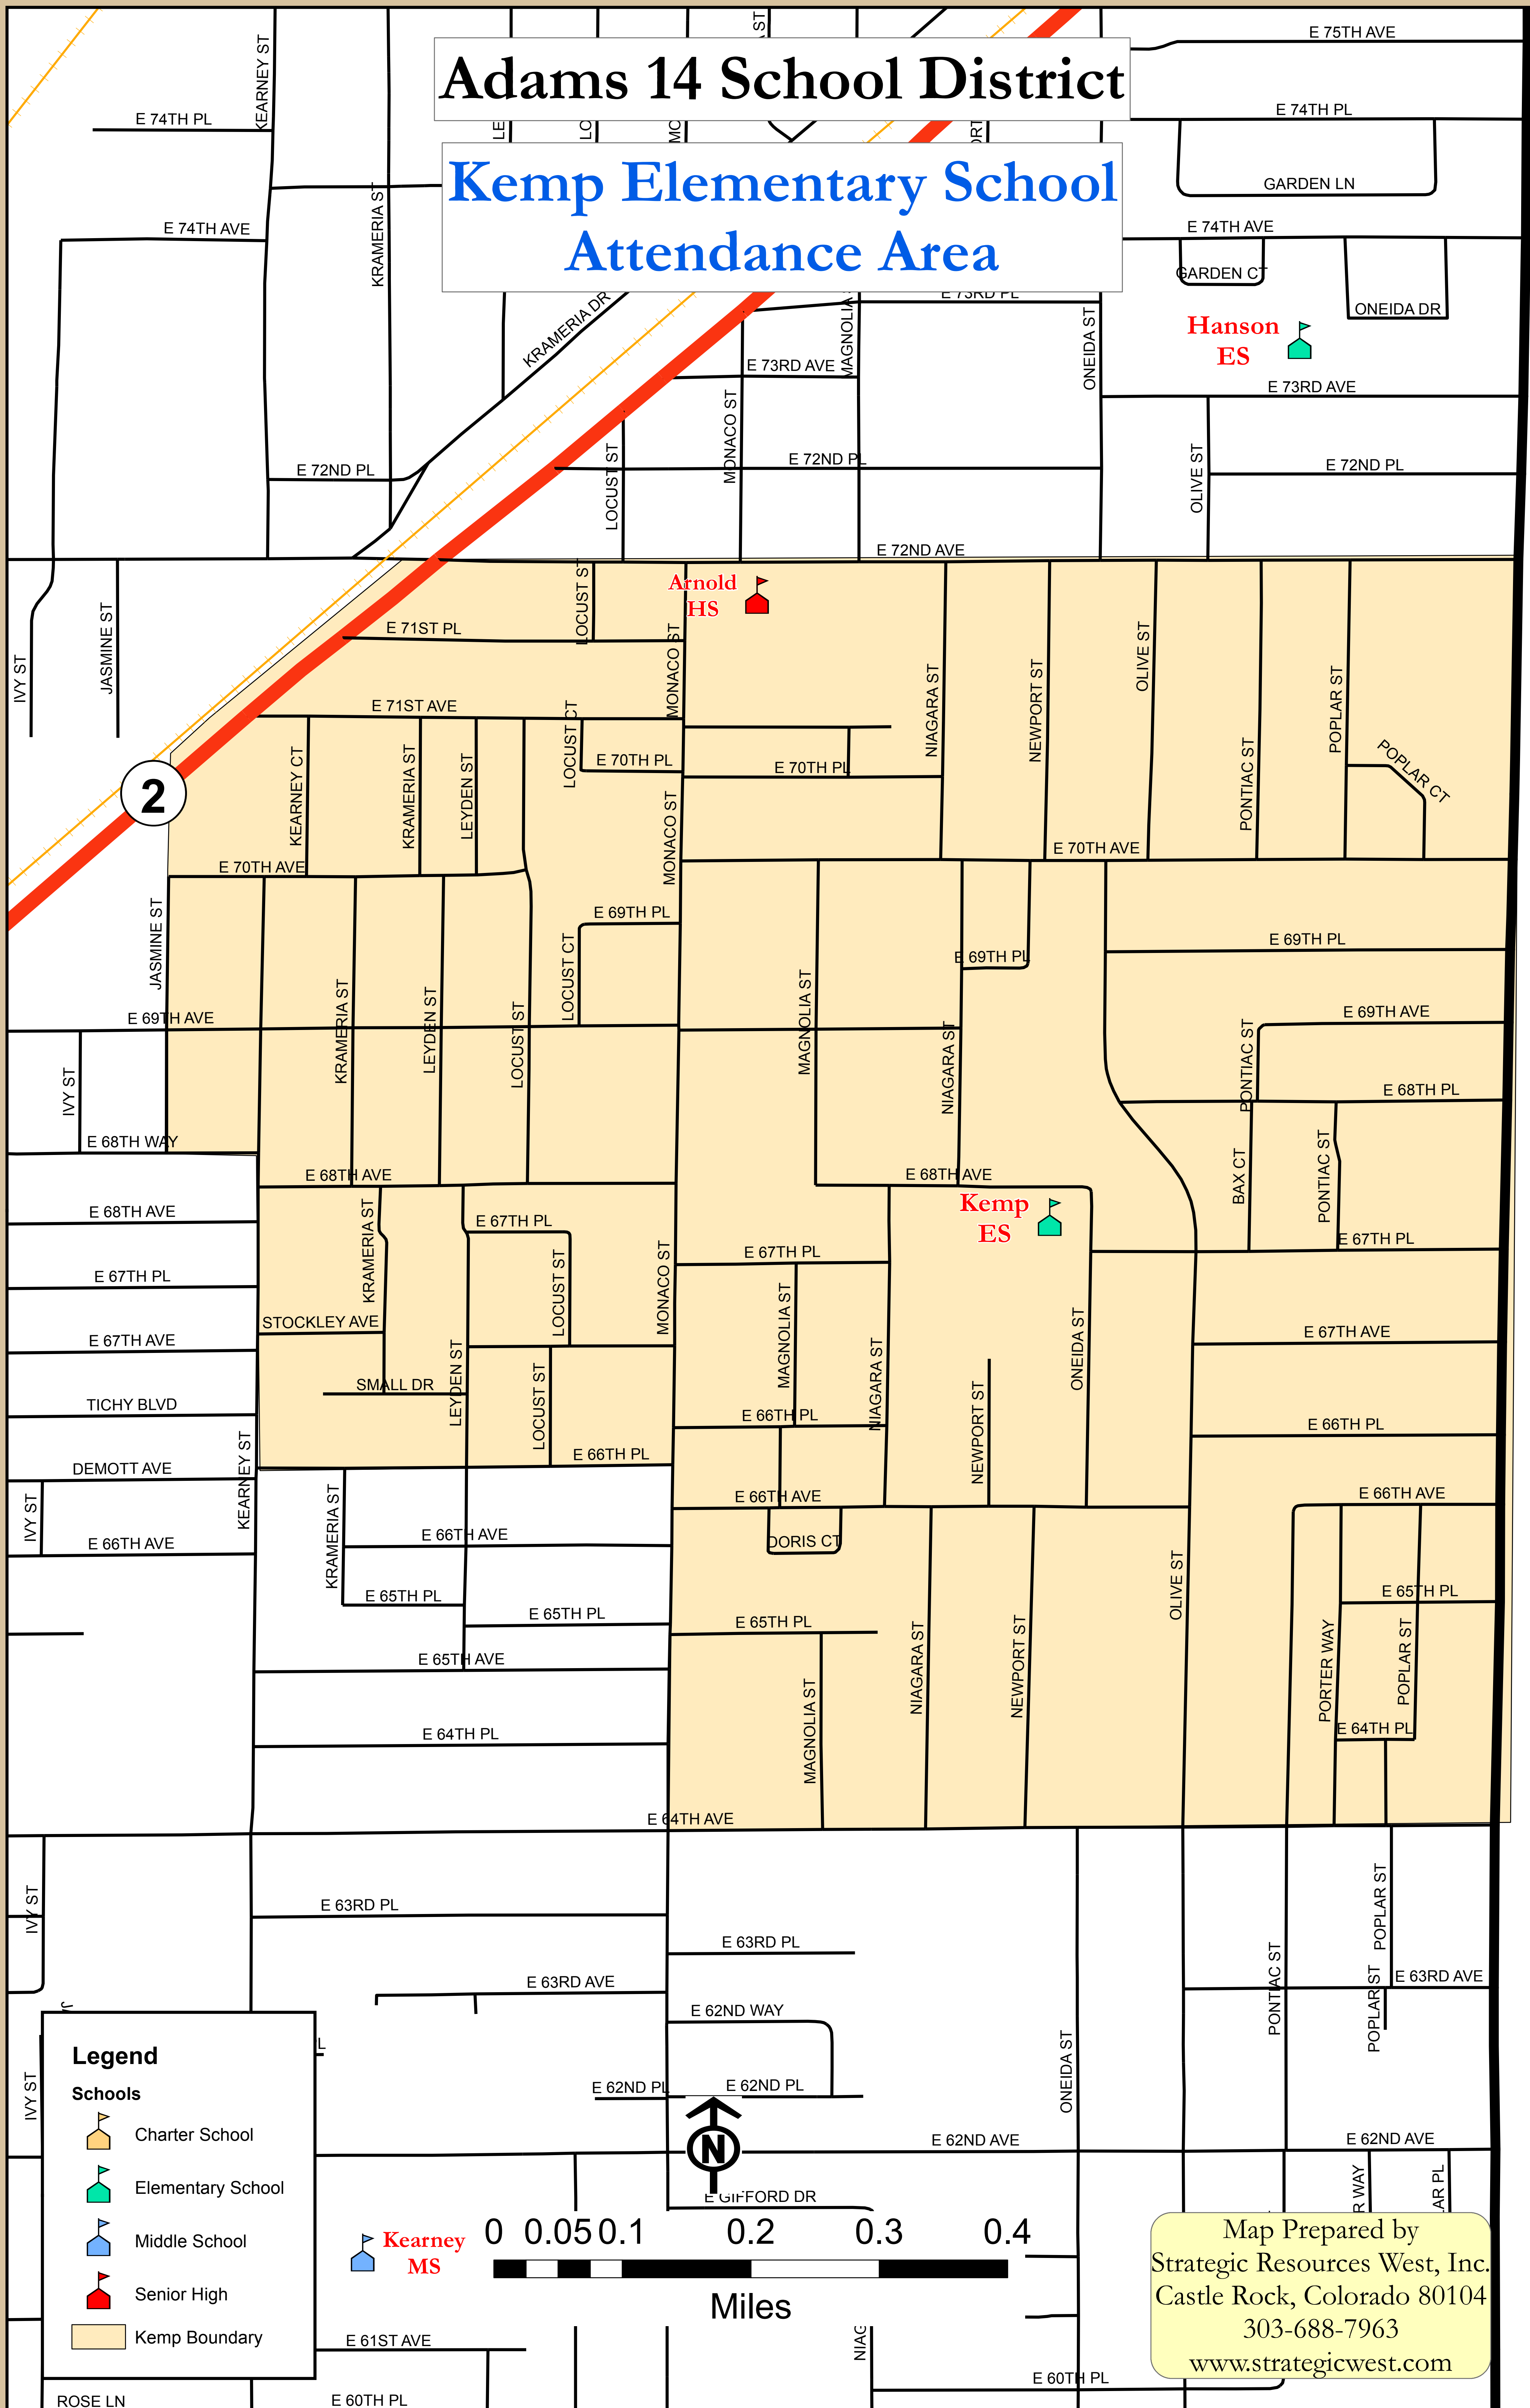 Adams 14 School District
Kemp Elementary School
Attendance Area
E 75TH AVE
KEARNEY ST
E 74TH PL
E 74TH PL
GARDEN LN
KRAMERIA ST
E 74TH AVE
E 74TH AVE
GARDEN CT
ONEIDA DR
KRAMERIA DR
E 73RD PL
MAGNOLIA
ONEIDA ST
Hanson
ES
E 73RD AVE
E 73RD AVE
MONACO ST
LOCUST ST
E 72ND PL
E 72ND PL
OLIVE ST
E 72ND PL
E 72ND AVE
Arnold
HS
IVY ST
JASMINE ST
LOCUST ST
E 71ST PL
MONACO ST
NIAGARA ST
NEWPORT ST
OLIVE ST
PONTIAC ST
POPLAR ST
POPLAR CT
E 71ST AVE
LOCUST CT
KEARNEY CT
KRAMERIA ST
LEYDEN ST
E 70TH PL
E 70TH PL
2
MONACO ST
E 70TH AVE
E 70TH AVE
JASMINE ST
E 69TH PL
LOCUST CT
E 69TH PL
E 69TH PL
E 69TH AVE
KRAMERIA ST
LEYDEN ST
LOCUST ST
MAGNOLIA ST
NIAGARA ST
E 69TH AVE
PONTIAC ST
IVY ST
E 68TH PL
E 68TH WAY
BAX CT
PONTIAC ST
E 68TH AVE
E 68TH AVE
Kemp
ES
E 68TH AVE
KRAMERIA ST
E 67TH PL
LOCUST ST
MONACO ST
E 67TH PL
E 67TH PL
E 67TH PL
STOCKLEY AVE
MAGNOLIA ST
NIAGARA ST
ONEIDA ST
E 67TH AVE
E 67TH AVE
LEYDEN ST
SMALL DR
LOCUST ST
NEWPORT ST
TICHY BLVD
E 66TH PL
E 66TH PL
KEARNEY ST
E 66TH PL
DEMOTT AVE
E 66TH AVE
E 66TH AVE
IVY ST
KRAMERIA ST
E 66TH AVE
E 66TH AVE
DORIS CT
OLIVE ST
E 65TH PL
E 65TH PL
E 65TH PL
E 65TH PL
E 65TH AVE
MAGNOLIA ST
NIAGARA ST
NEWPORT ST
PORTER WAY
POPLAR ST
E 64TH PL
E 64TH PL
E 64TH AVE
IVY ST
E 63RD PL
E 63RD PL
POPLAR ST
PONTIAC ST
E 63RD AVE
E 63RD AVE
POPLAR ST
E 62ND WAY
ONEIDA ST
IVY ST
E 62ND PL
E 62ND PL
N
E 62ND AVE
E 62ND AVE
E GIFFORD DR
R WAY
AR PL
Legend
Schools
Charter School
Elementary School
Middle School
Senior High
Kemp Boundary
Kearney
MS
0 0.05 0.1 0.2 0.3 0.4
Miles
NIAG
E 61ST AVE
E 60TH PL
E 60TH PL
ROSE LN
Map Prepared by
Strategic Resources West, Inc.
Castle Rock, Colorado 80104
303-688-7963
www.strategicwest.com